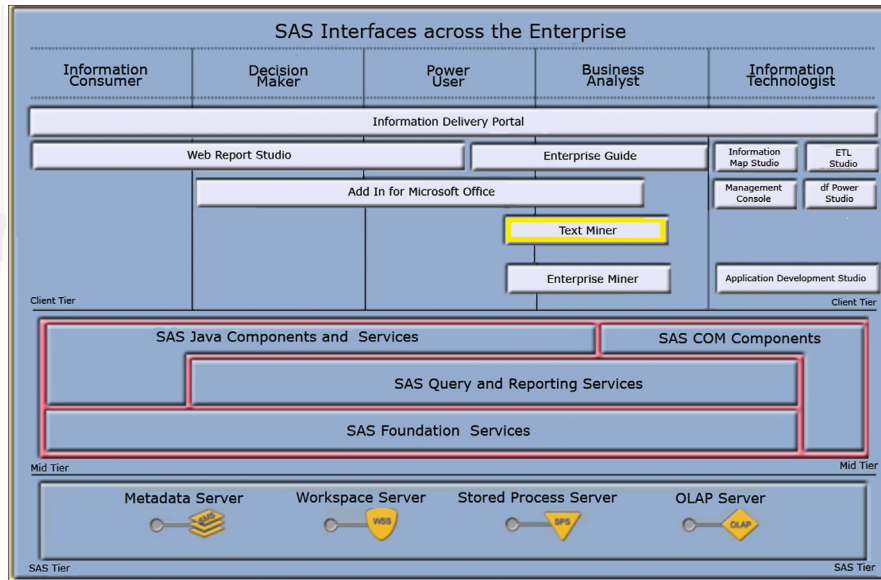 SAS Interfaces across the Enterprise
Information
Consumer
Decision
Maker
Power
User
Business
Analyst
Information
Technologist
Information Delivery Portal
Web Report Studio
Enterprise Guide
Information
Map Studio
ETL
Studio
Add In for Microsoft Office
Management
Console
df Power
Studio
Text Miner
Enterprise Miner
Application Development Studio
Client Tier
Client Tier
SAS Java Components and Services
SAS COM Components
SAS Query and Reporting Services
SAS Foundation Services
Mid Tier
Mid Tier
Metadata Server
Workspace Server
Stored Process Server
OLAP Server
WSS
SPS
OLAP
SAS Tier
SAS Tier